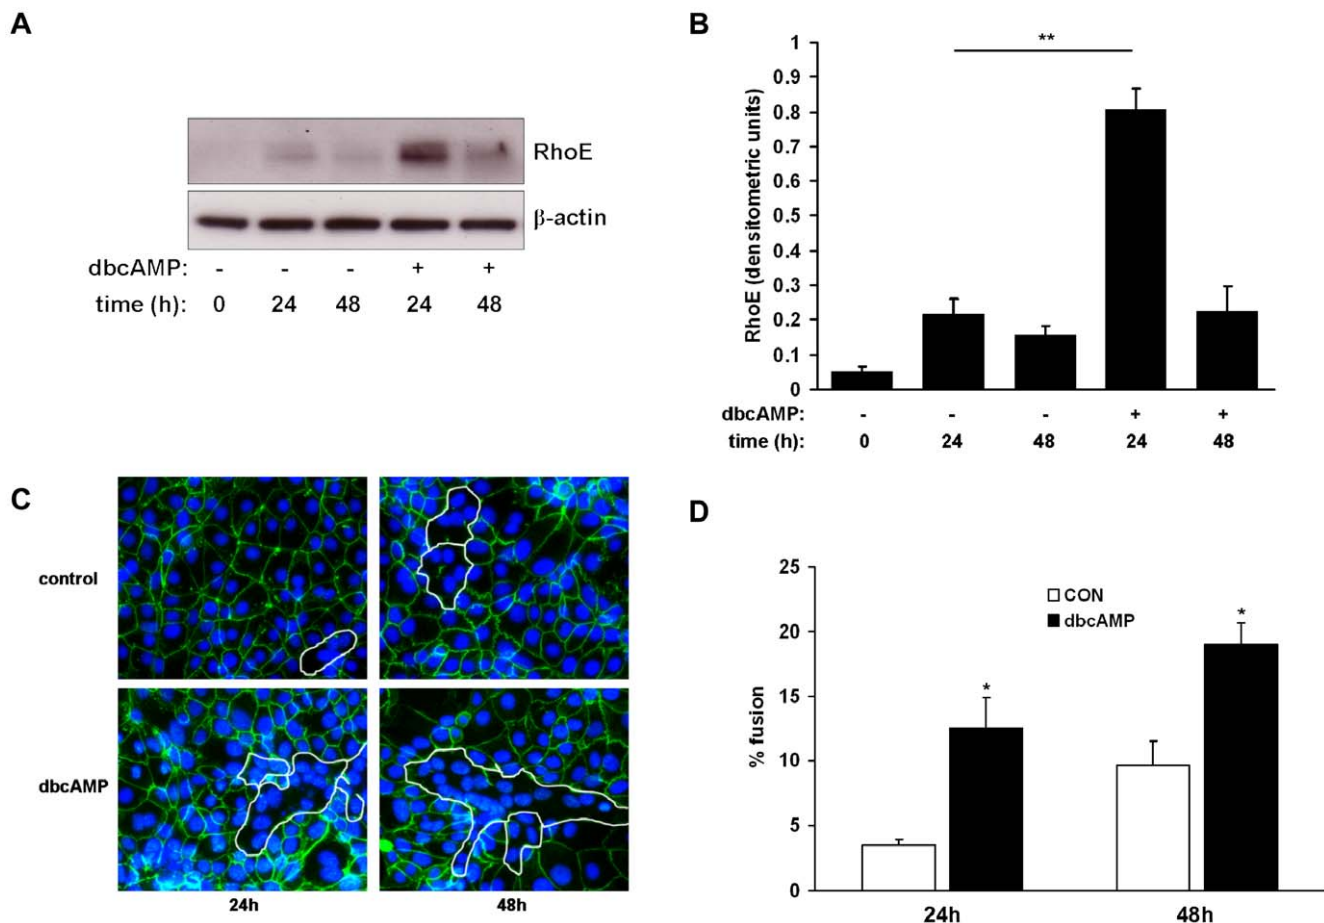 A
RhoE
β-actin
dbcAMP: - - - + +
time (h): 0 24 48 24 48
B
**
RhoE (densitometric units)
1
0.9
0.8
0.7
0.6
0.5
0.4
0.3
0.2
0.1
0
dbcAMP: - - - + +
time (h): 0 24 48 24 48
C
control
dbcAMP
24h 48h
D
% fusion
25
20
15
10
5
0
CON
dbcAMP
*
*
24h 48h